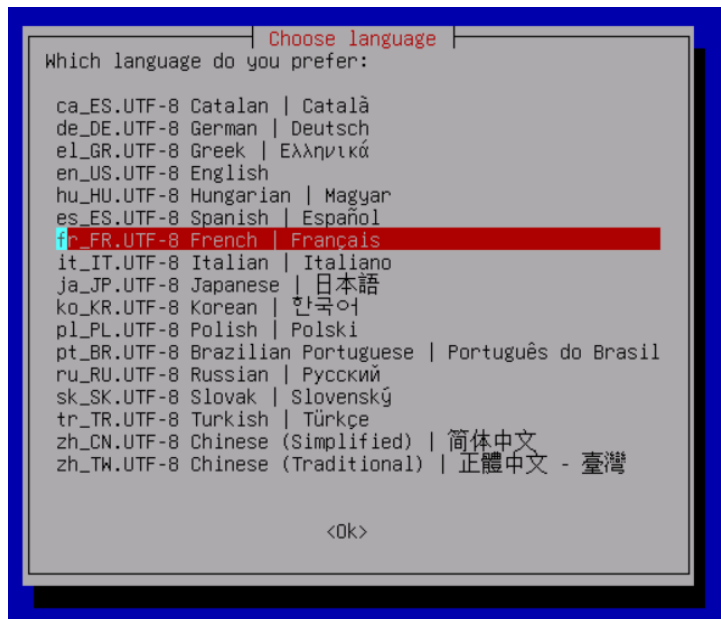 Choose language
Which language do you prefer:
ca_ES.UTF-8 Catalan | Català
de_DE.UTF-8 German | Deutsch
el_GR.UTF-8 Greek | Ελληνικά
en_US.UTF-8 English
hu_HU.UTF-8 Hungarian | Magyar
es_ES.UTF-8 Spanish | Español
fr_FR.UTF-8 French | Français
it_IT.UTF-8 Italian | Italiano
ja_JP.UTF-8 Japanese | 日本語
ko_KR.UTF-8 Korean | 한국어
pl_PL.UTF-8 Polish | Polski
pt_BR.UTF-8 Brazilian Portuguese | Português do Brasil
ru_RU.UTF-8 Russian | Русский
sk_SK.UTF-8 Slovak | Slovenský
tr_TR.UTF-8 Turkish | Türkçe
zh_CN.UTF-8 Chinese (Simplified) | 简体中文
zh_TW.UTF-8 Chinese (Traditional) | 正體中文 - 臺灣
<Ok>